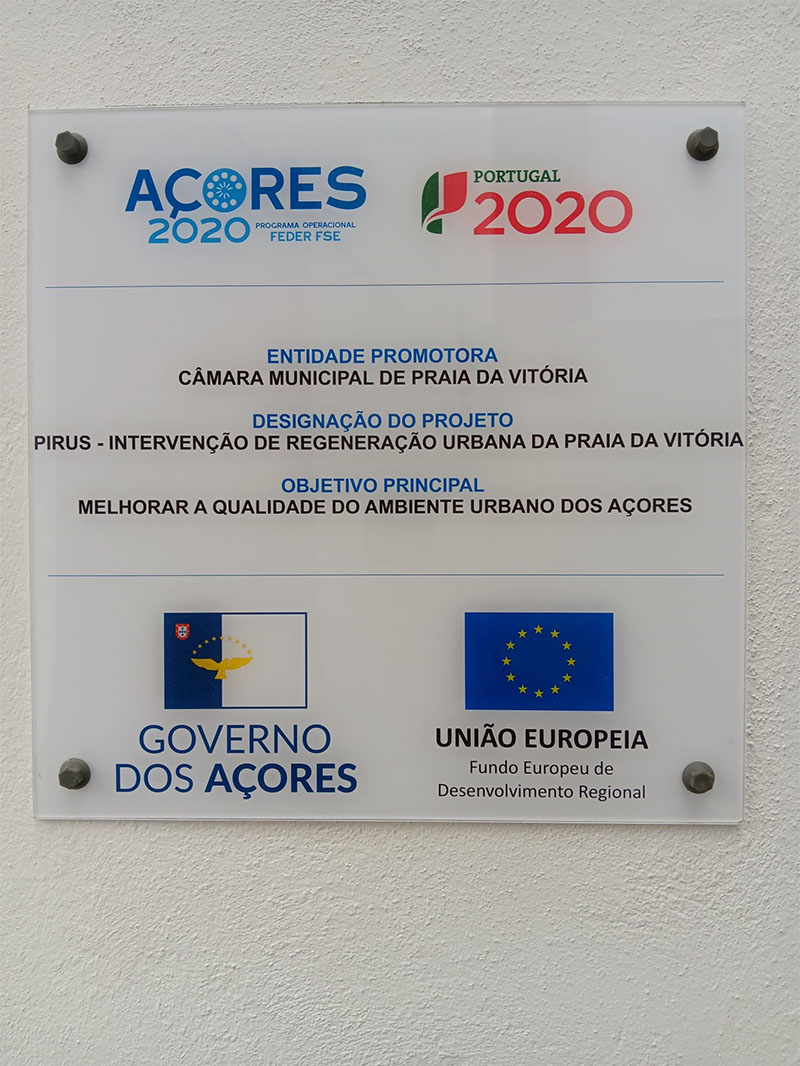 AÇORES
2020 PROGRAMA OPERACIONAL
FEDER FSE
PORTUGAL
2020
ENTIDADE PROMOTORA
CÂMARA MUNICIPAL DE PRAIA DA VITÓRIA
DESIGNAÇÃO DO PROJETO
PIRUS - INTERVENÇÃO DE REGENERAÇÃO URBANA DA PRAIA DA VITÓRIA
OBJETIVO PRINCIPAL
MELHORAR A QUALIDADE DO AMBIENTE URBANO DOS AÇORES
GOVERNO
DOS AÇORES
UNIÃO EUROPEIA
Fundo Europeu de
Desenvolvimento Regional